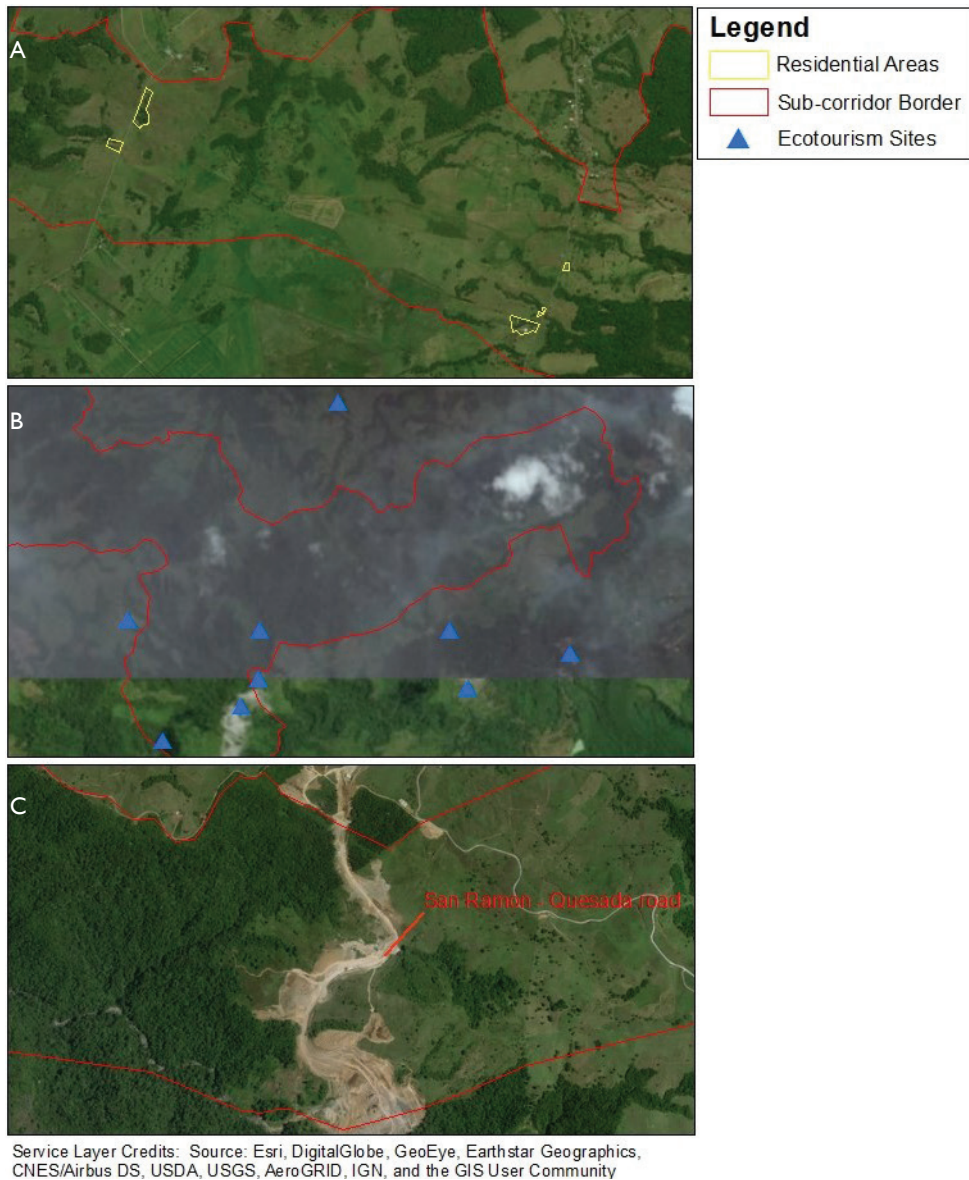 A
Legend
Residential Areas
Sub-corridor Border
Ecotourism Sites
B
C
San Ramon - Quesada road
Service Layer Credits: Source: Esri, DigitalGlobe, GeoEye, Earthstar Geographics,
CNES/Airbus DS, USDA, USGS, AeroGRID, IGN, and the GIS User Community